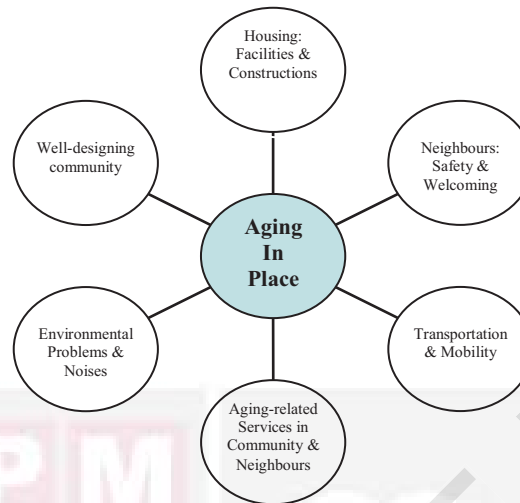 Housing:
Facilities &
Constructions
Well-designing
community
Neighbours:
Safety &
Welcoming
Aging
In
Place
Environmental
Problems &
Noises
Transportation
& Mobility
Aging-related
Services in
Community &
Neighbours
P M